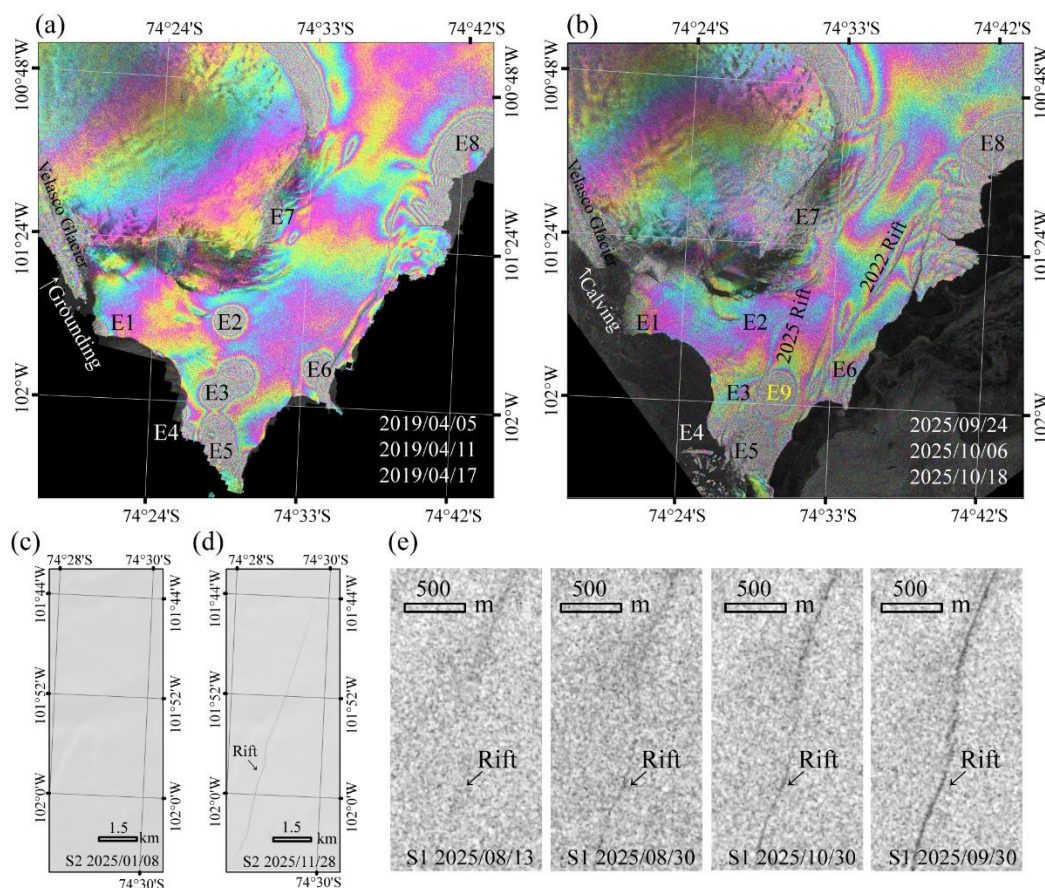 (a)
74°24'S
74°33'S
74°42'S
100°48'W
100°48'W
E8
Velasco Glacier
E7
101°24'W
101°24'W
Grounding
E1
E2
E3
E6
102°W
102°W
E4
E5
2019/04/05
2019/04/11
2019/04/17
74°24'S
74°33'S
74°42'S
(b)
74°24'S
74°33'S
74°42'S
100°48'W
100°48'W
E8
Velasco Glacier
E7
101°24'W
101°24'W
2022 Rift
Calving
E1
E2
2025 Rift
E3
E9
E6
102°W
102°W
E4
E5
2025/09/24
2025/10/06
2025/10/18
74°24'S
74°33'S
74°42'S
(c)
74°28'S
74°30'S
101°44'W
101°44'W
101°52'W
101°52'W
102°0'W
102°0'W
1.5
km
S2 2025/01/08
74°30'S
(d)
74°28'S
74°30'S
101°44'W
101°44'W
101°52'W
101°52'W
Rift
102°0'W
102°0'W
1.5
km
S2 2025/11/28
74°30'S
(e)
500
m
Rift
S1 2025/08/13
500
m
Rift
S1 2025/08/30
500
m
Rift
S1 2025/10/30
500
m
Rift
S1 2025/09/30